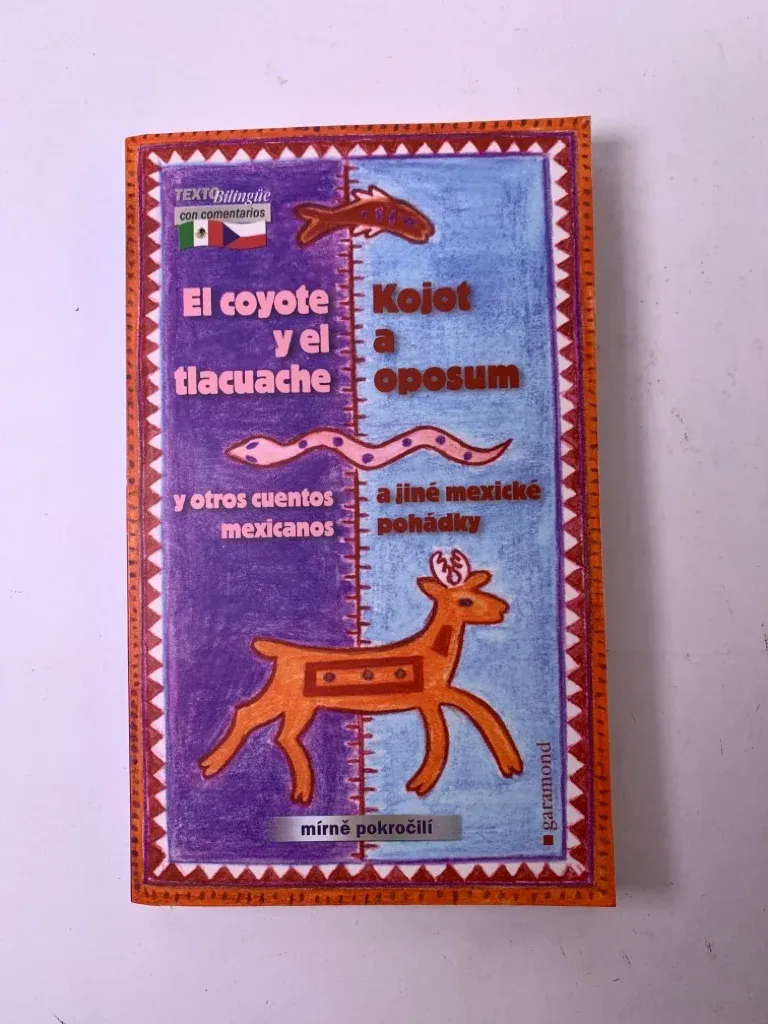 TEXTO Bilingüe
con comentarios
El coyote
y el
tlacuache
Kojot
a
oposum
y otros cuentos
mexicanos
a jiné mexické
pohádky
garamond
mírně pokročilí